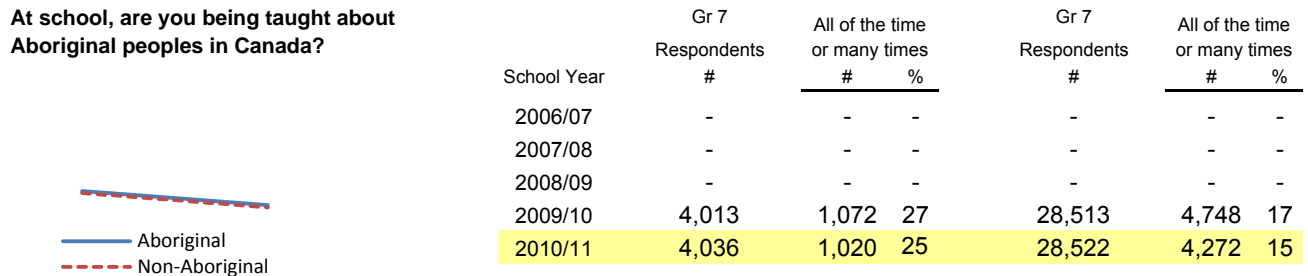 At school, are you being taught about
Aboriginal peoples in Canada?
Gr 7 All of the time Gr 7 All of the time
Respondents or many times Respondents or many times
School Year # # % # # %
2006/07 - - - - - -
2007/08 - - - - - -
2008/09 - - - - - -
2009/10 4,013 1,072 27 28,513 4,748 17
2010/11 4,036 1,020 25 28,522 4,272 15
Aboriginal
Non-Aboriginal